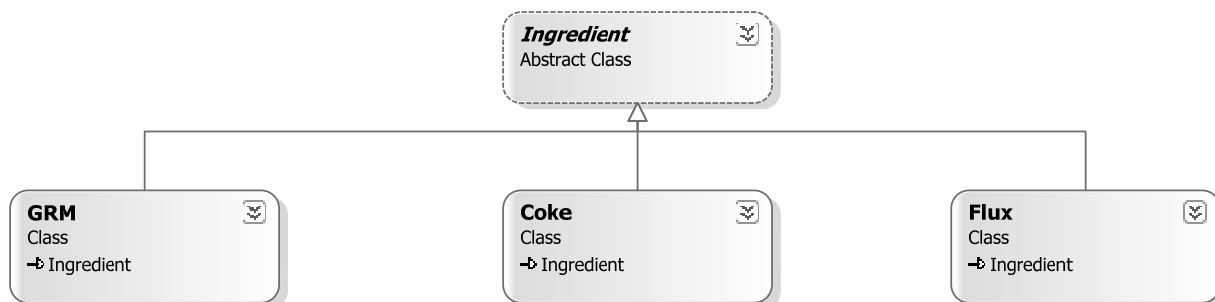 Ingredient
Abstract Class
GRM
Class
Ingredient
Coke
Class
Ingredient
Flux
Class
Ingredient